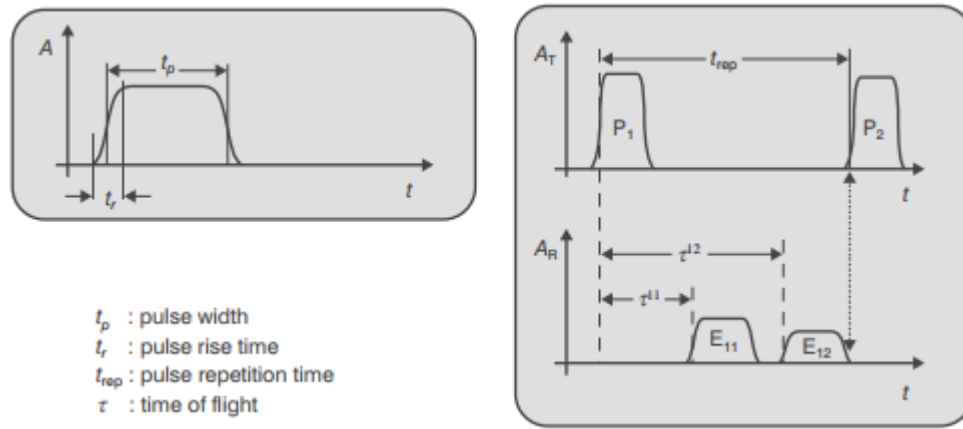 A
t_p
t_r
t
A_T
t_rep
P_1
P_2
t
A_R
τ^12
τ^11
E_11
E_12
t
t_p : pulse width
t_r : pulse rise time
t_rep : pulse repetition time
τ : time of flight